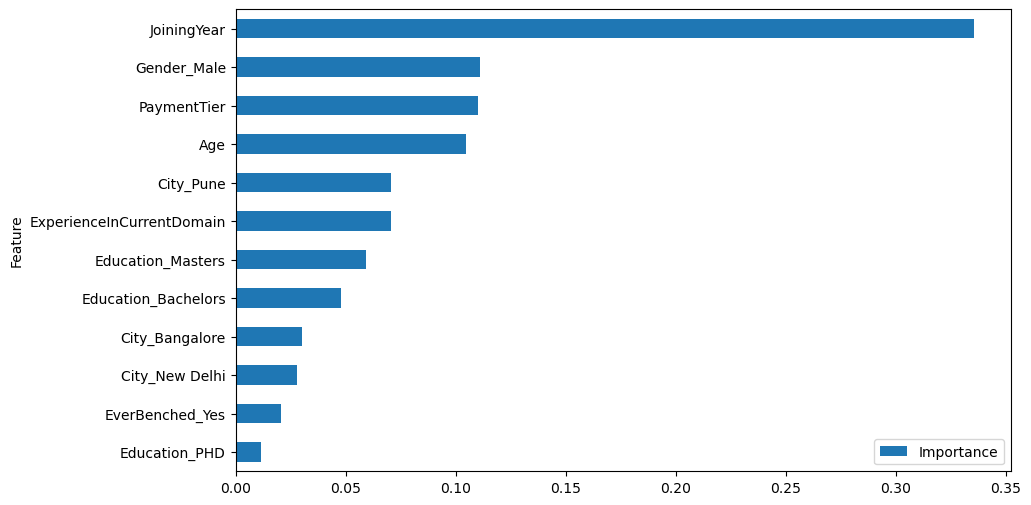 JoiningYear
Gender_Male
PaymentTier
Age
City_Pune
ExperienceInCurrentDomain
Education_Masters
Education_Bachelors
City_Bangalore
City_New Delhi
EverBenched_Yes
Education_PHD
Feature
Importance
0.00 0.05 0.10 0.15 0.20 0.25 0.30 0.35